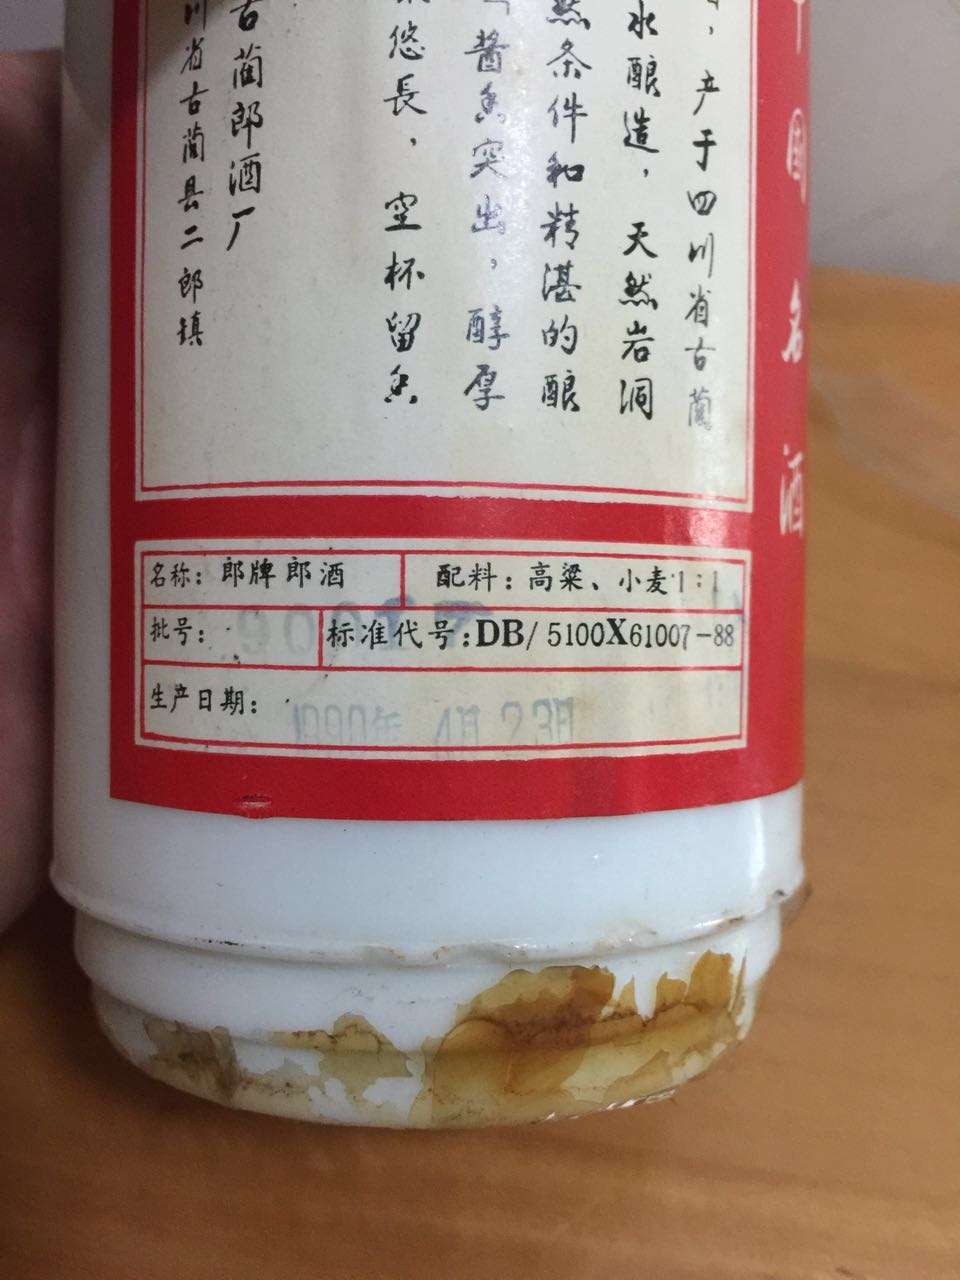 中国名酒
,产于四川省古蔺
水酿造,天然岩洞
然条件和精湛的酿
酱香突出,醇厚
悠長,空杯留香
古蔺郎酒厂
川省古蔺县二郎镇
名称:郎牌郎酒 配料:高粱、小麦1:1
批号: 标准代号:DB/5100X61007-88
生产日期:1990年 4月 23日